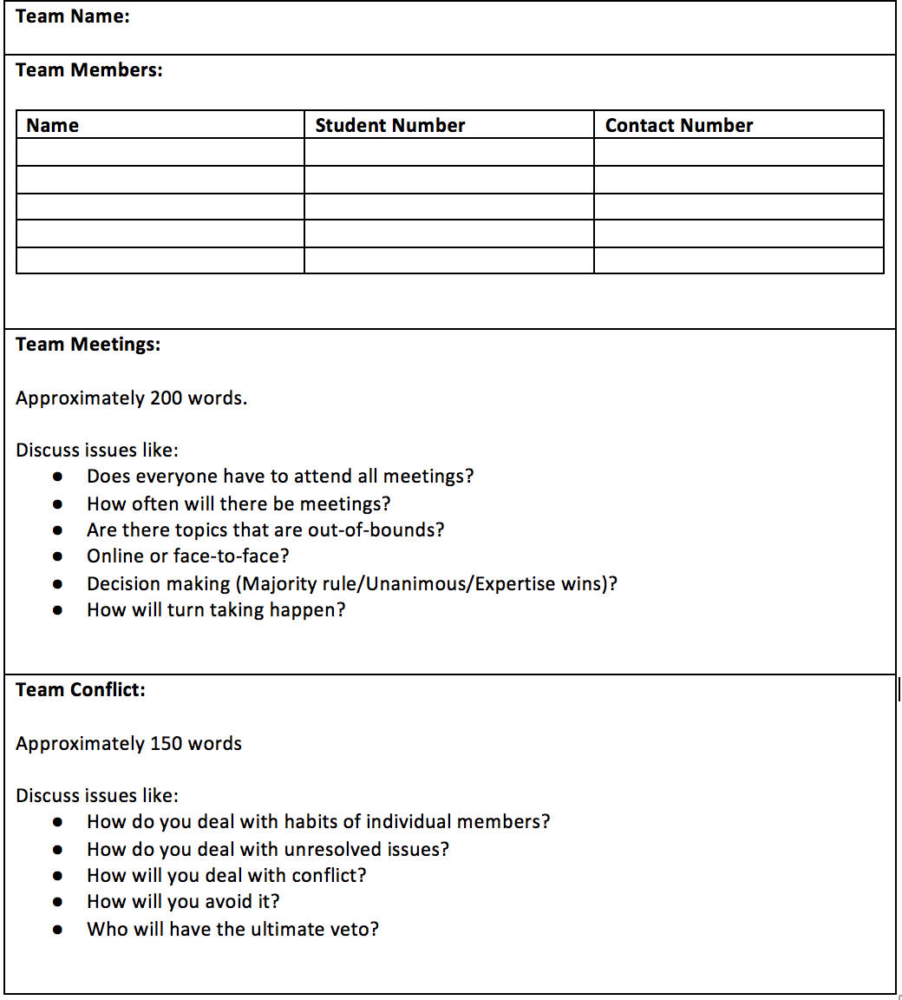 Team Name:
Team Members:
Name Student Number Contact Number
Team Meetings:
Approximately 200 words.
Discuss issues like:
● Does everyone have to attend all meetings?
● How often will there be meetings?
● Are there topics that are out-of-bounds?
● Online or face-to-face?
● Decision making (Majority rule/Unanimous/Expertise wins)?
● How will turn taking happen?
Team Conflict:
Approximately 150 words
Discuss issues like:
● How do you deal with habits of individual members?
● How do you deal with unresolved issues?
● How will you deal with conflict?
● How will you avoid it?
● Who will have the ultimate veto?